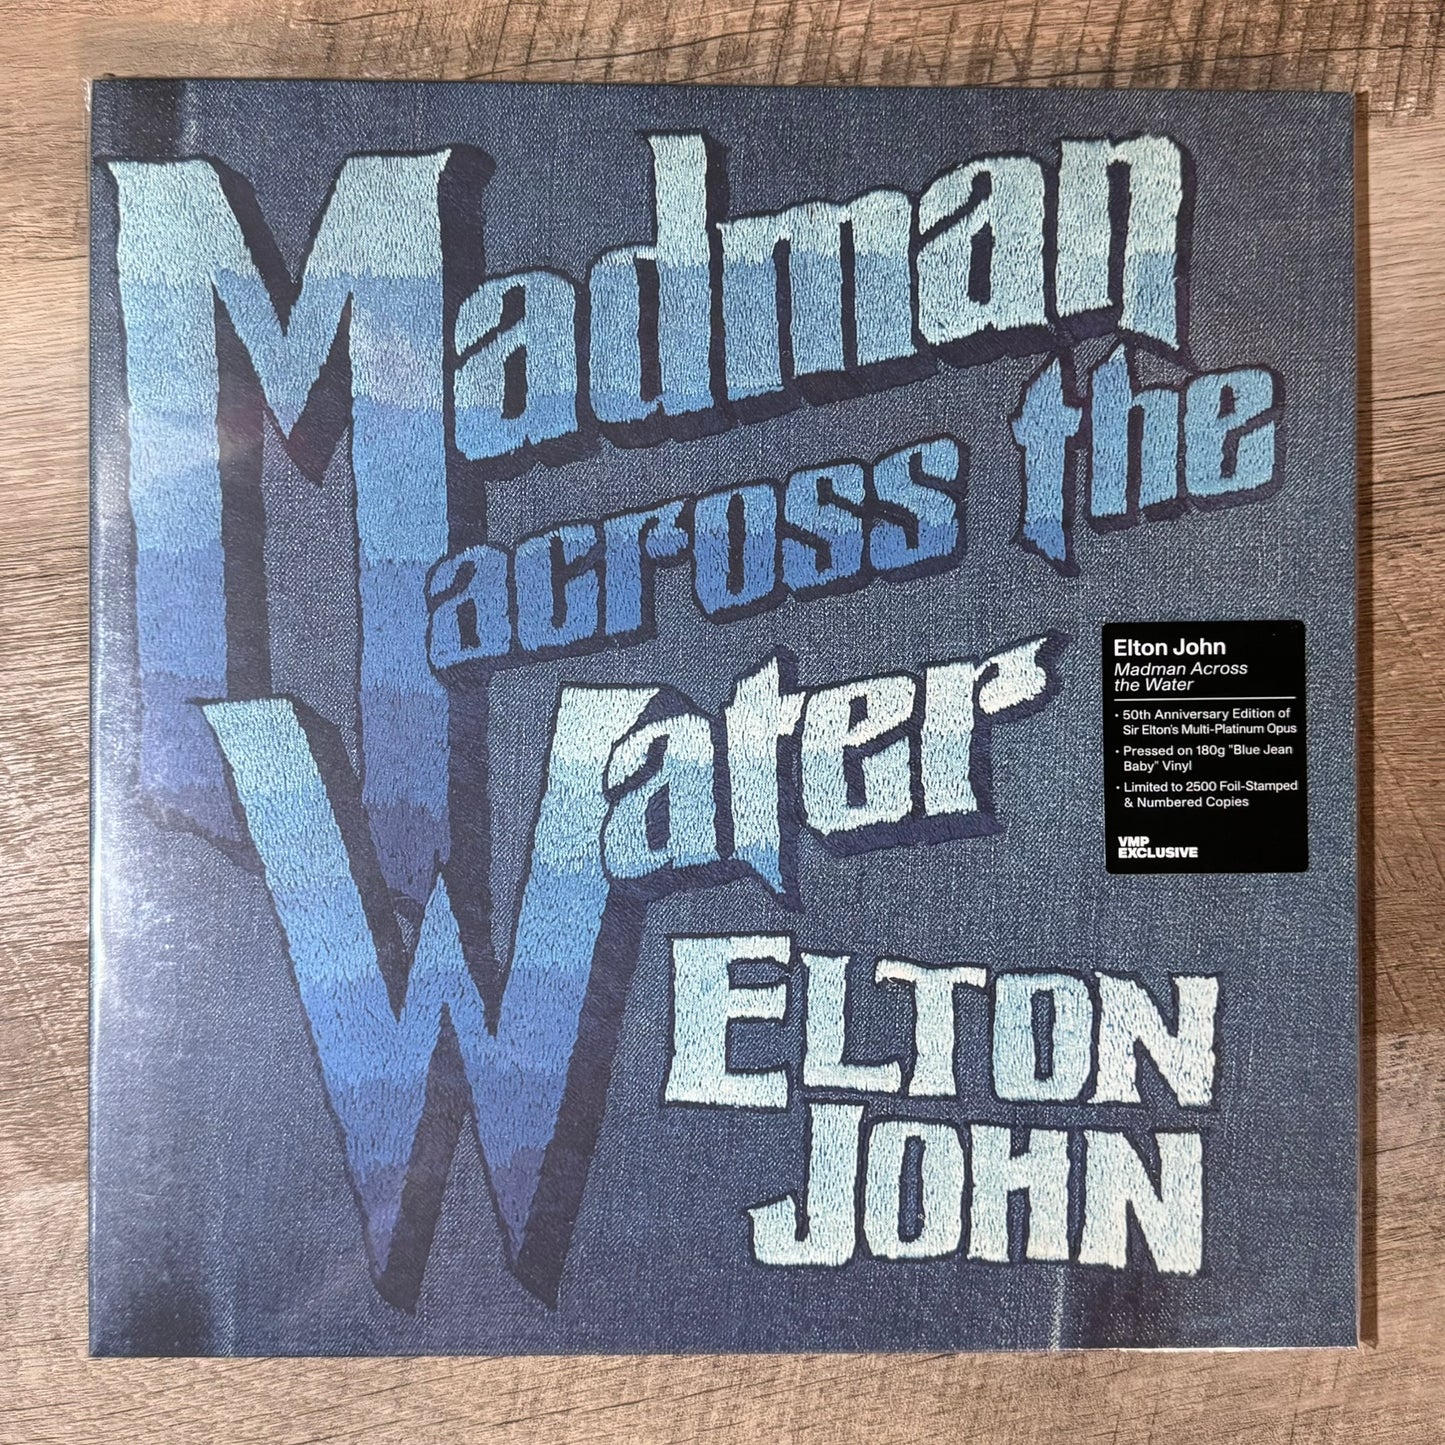 Madman
across the
Water
ELTON
JOHN
Elton John
Madman Across
the Water
• 50th Anniversary Edition of
Sir Elton's Multi-Platinum Opus
• Pressed on 180g "Blue Jean
Baby" Vinyl
• Limited to 2500 Foil-Stamped
& Numbered Copies
VMP
EXCLUSIVE